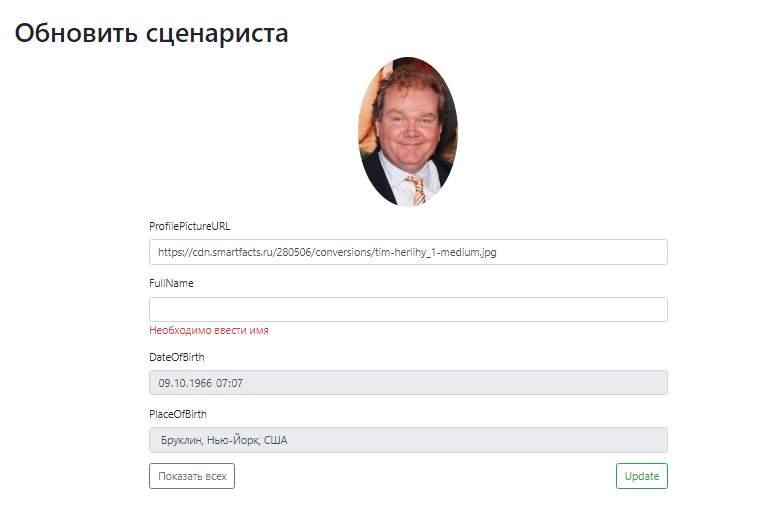 Обновить сценариста
ProfilePictureURL
https://cdn.smartfacts.ru/280506/conversions/tim-herlihy_1-medium.jpg
FullName
Необходимо ввести имя
DateOfBirth
09.10.1966 07:07
PlaceOfBirth
Бруклин, Нью-Йорк, США
Показать всех
Update